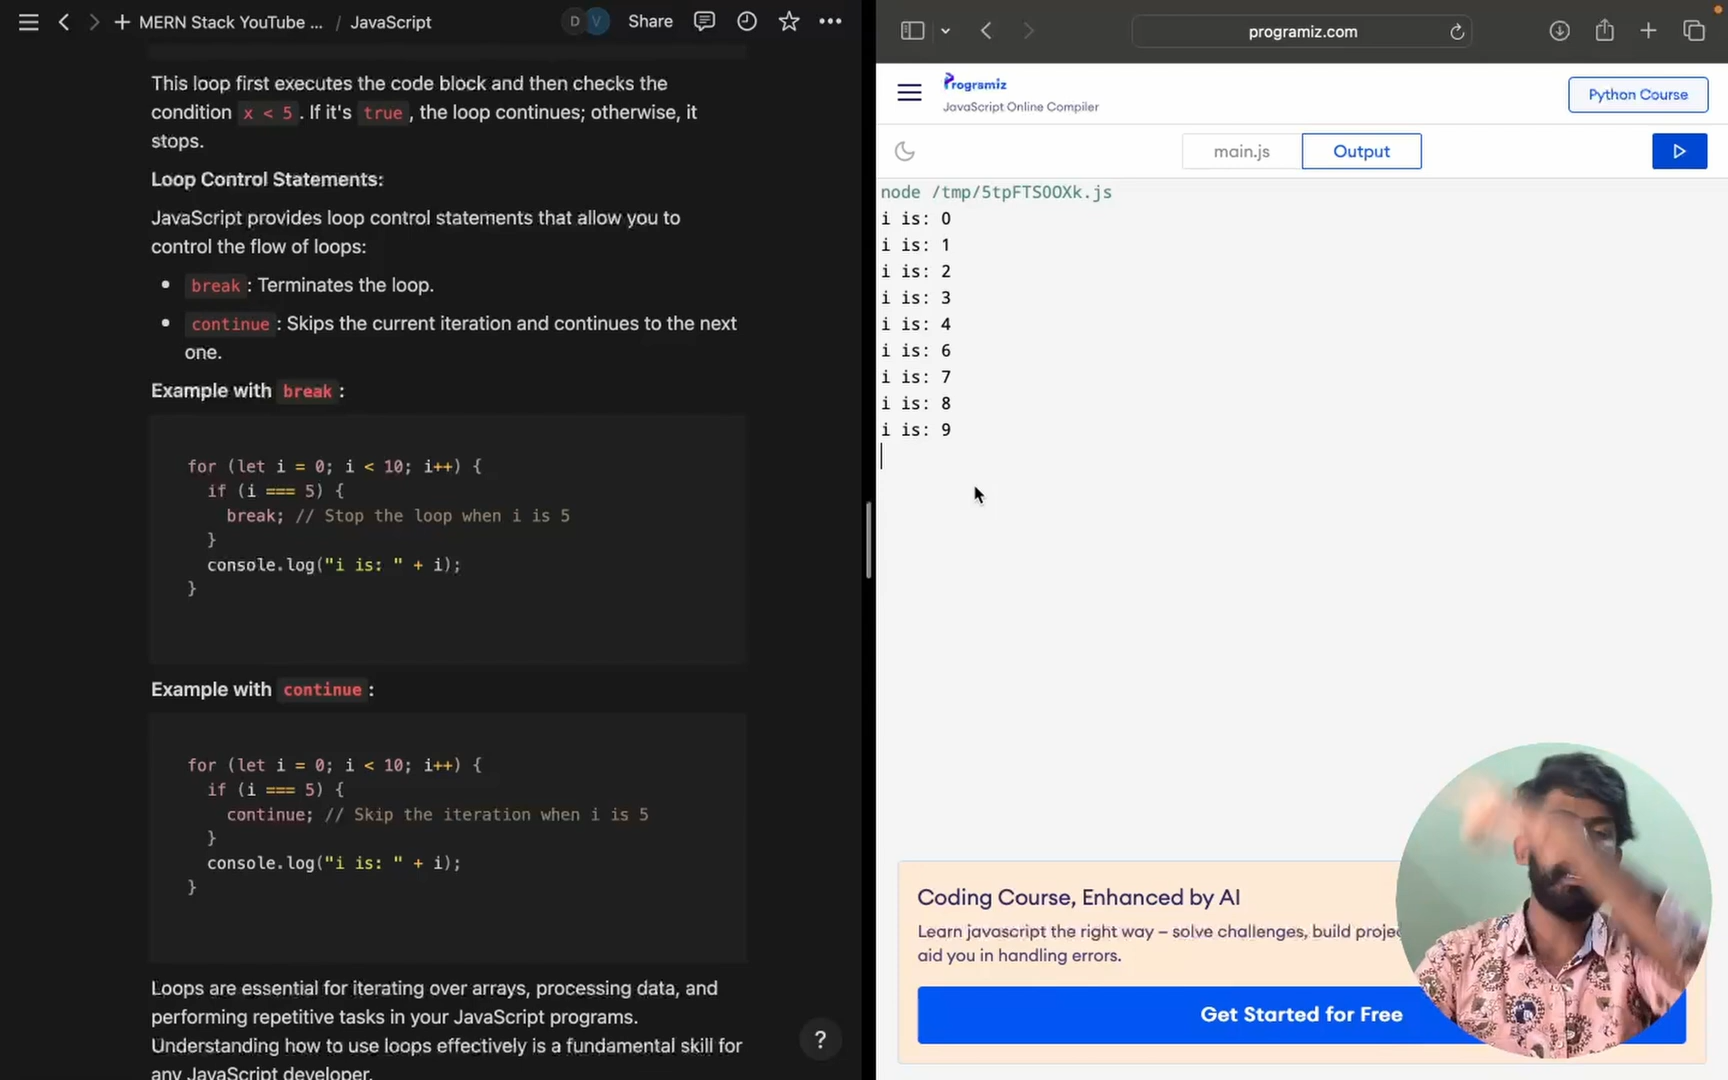 MERN Stack YouTube ... / JavaScript
D V Share
This loop first executes the code block and then checks the
condition x < 5 . If it's true , the loop continues; otherwise, it
stops.
Loop Control Statements:
JavaScript provides loop control statements that allow you to
control the flow of loops:
• break : Terminates the loop.
• continue : Skips the current iteration and continues to the next
one.
Example with break :
for (let i = 0; i < 10; i++) {
if (i === 5) {
break; // Stop the loop when i is 5
}
console.log("i is: " + i);
}
Example with continue :
for (let i = 0; i < 10; i++) {
if (i === 5) {
continue; // Skip the iteration when i is 5
}
console.log("i is: " + i);
}
Loops are essential for iterating over arrays, processing data, and
performing repetitive tasks in your JavaScript programs.
Understanding how to use loops effectively is a fundamental skill for
any JavaScript developer.
?
programiz.com
Programiz
JavaScript Online Compiler
Python Course
main.js
Output
node /tmp/5tpFTS0OXk.js
i is: 0
i is: 1
i is: 2
i is: 3
i is: 4
i is: 6
i is: 7
i is: 8
i is: 9
Coding Course, Enhanced by AI
Learn javascript the right way – solve challenges, build projec
aid you in handling errors.
Get Started for Free